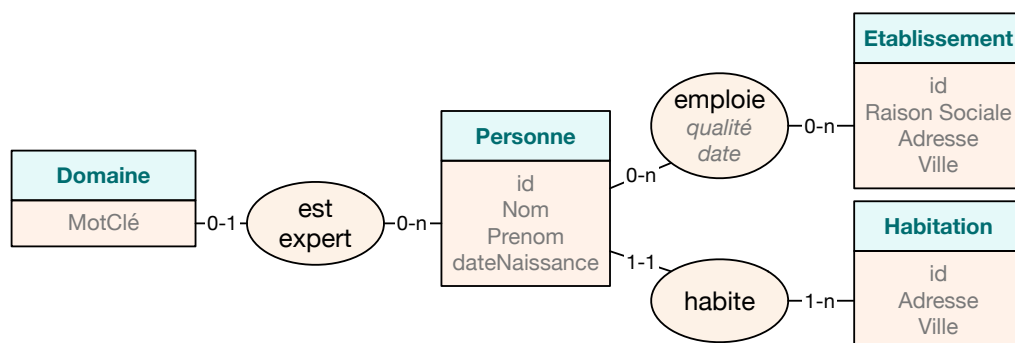 Domaine
MotClé
0-1
est
expert
0-n
Personne
id
Nom
Prenom
dateNaissance
0-n
emploie
qualité
date
0-n
Etablissement
id
Raison Sociale
Adresse
Ville
1-1
habite
1-n
Habitation
id
Adresse
Ville